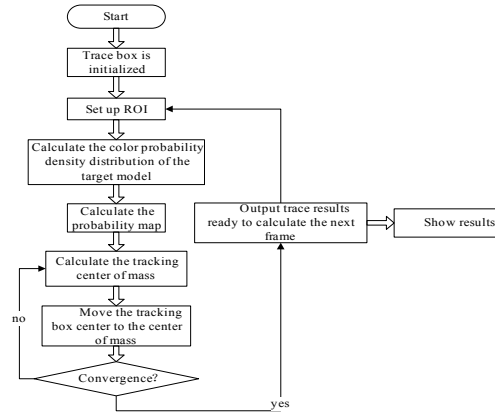 Start
Trace box is
initialized
Set up ROI
Calculate the color probability
density distribution of the
target model
Calculate the
probability map
Calculate the tracking
center of mass
Move the tracking
box center to the center
of mass
Convergence?
no
yes
Output trace results
ready to calculate the next
frame
Show results